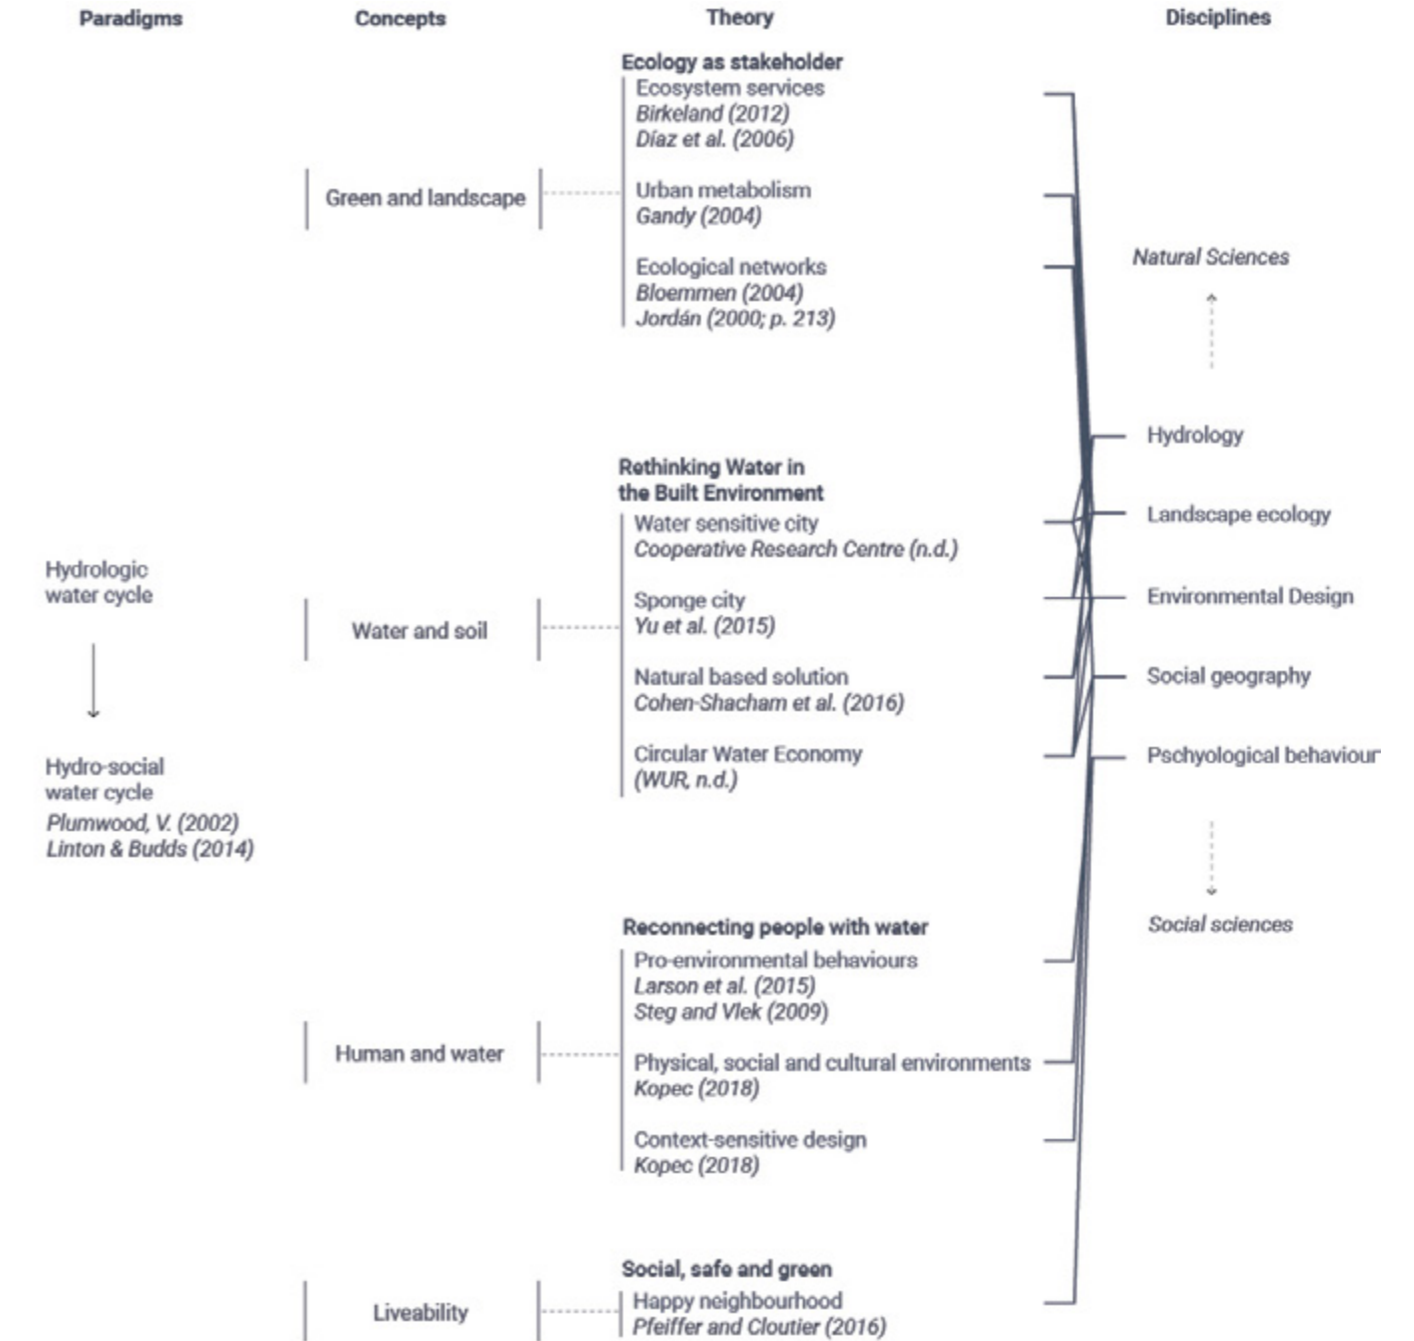 Paradigms
Concepts
Theory
Disciplines
Hydrologic
water cycle
Hydro-social
water cycle
Plumwood, V. (2002)
Linton & Budds (2014)
Green and landscape
Water and soil
Human and water
Liveability
Ecology as stakeholder
Ecosystem services
Birkeland (2012)
Díaz et al. (2006)
Urban metabolism
Gandy (2004)
Ecological networks
Bloemmen (2004)
Jordán (2000; p. 213)
Rethinking Water in
the Built Environment
Water sensitive city
Cooperative Research Centre (n.d.)
Sponge city
Yu et al. (2015)
Natural based solution
Cohen-Shacham et al. (2016)
Circular Water Economy
(WUR, n.d.)
Reconnecting people with water
Pro-environmental behaviours
Larson et al. (2015)
Steg and Vlek (2009)
Physical, social and cultural environments
Kopec (2018)
Context-sensitive design
Kopec (2018)
Social, safe and green
Happy neighbourhood
Pfeiffer and Cloutier (2016)
Natural Sciences
Hydrology
Landscape ecology
Environmental Design
Social geography
Pschyological behaviour
Social sciences